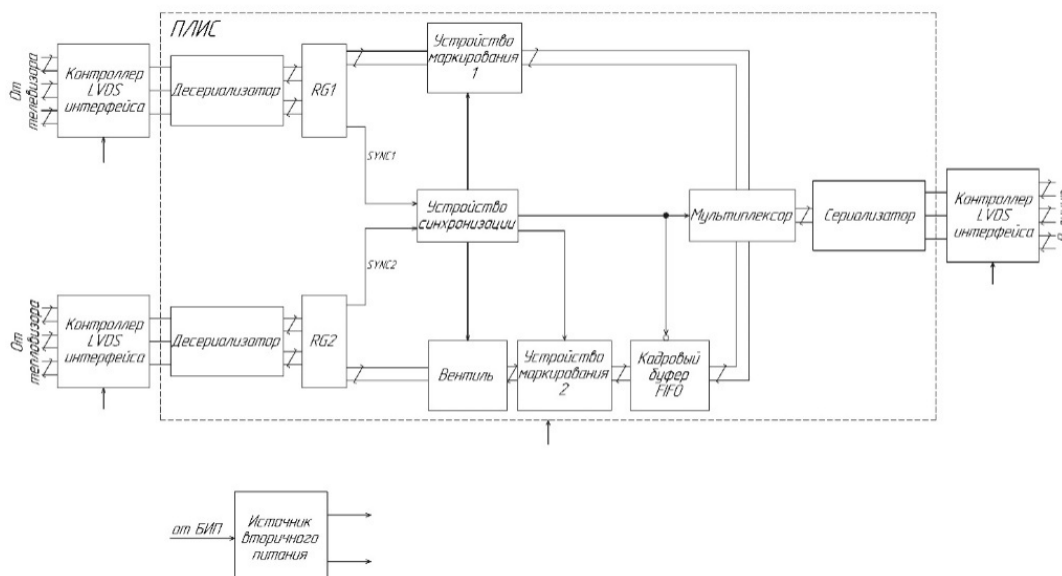 ПЛИС
От
телевизора
Контроллер
LVDS
интерфейса
Десериализатор
RG1
Устройство
маркирования
1
SYNC1
Устройство
синхронизации
SYNC2
Мультиплексор
Сериализатор
Контроллер
LVDS
интерфейса
От
тепловизора
Контроллер
LVDS
интерфейса
Десериализатор
RG2
Вентиль
Устройство
маркирования
2
Кадровый
буфер
FIFO
от БИП
Источник
вторичного
питания